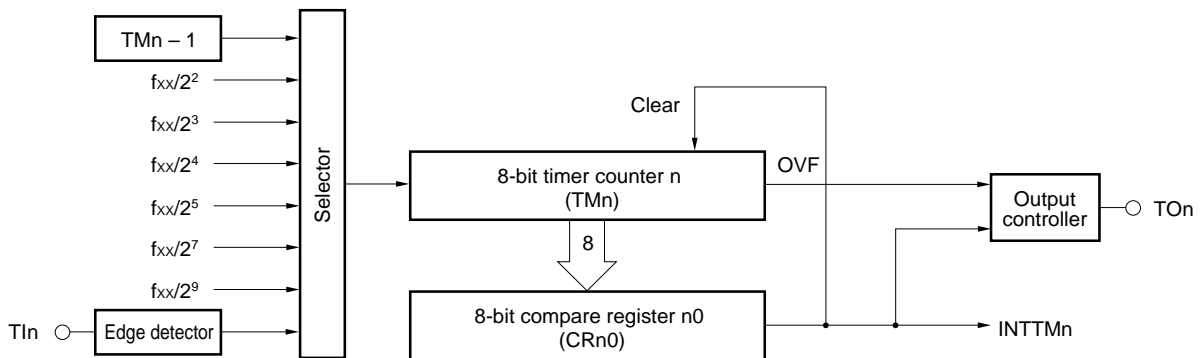 TMn – 1
fxx/2²
fxx/2³
fxx/2⁴
fxx/2⁵
fxx/2⁷
fxx/2⁹
TIn
Edge detector
Selector
Clear
8-bit timer counter n
(TMn)
OVF
8
8-bit compare register n0
(CRn0)
Output
controller
TOn
INTTMn